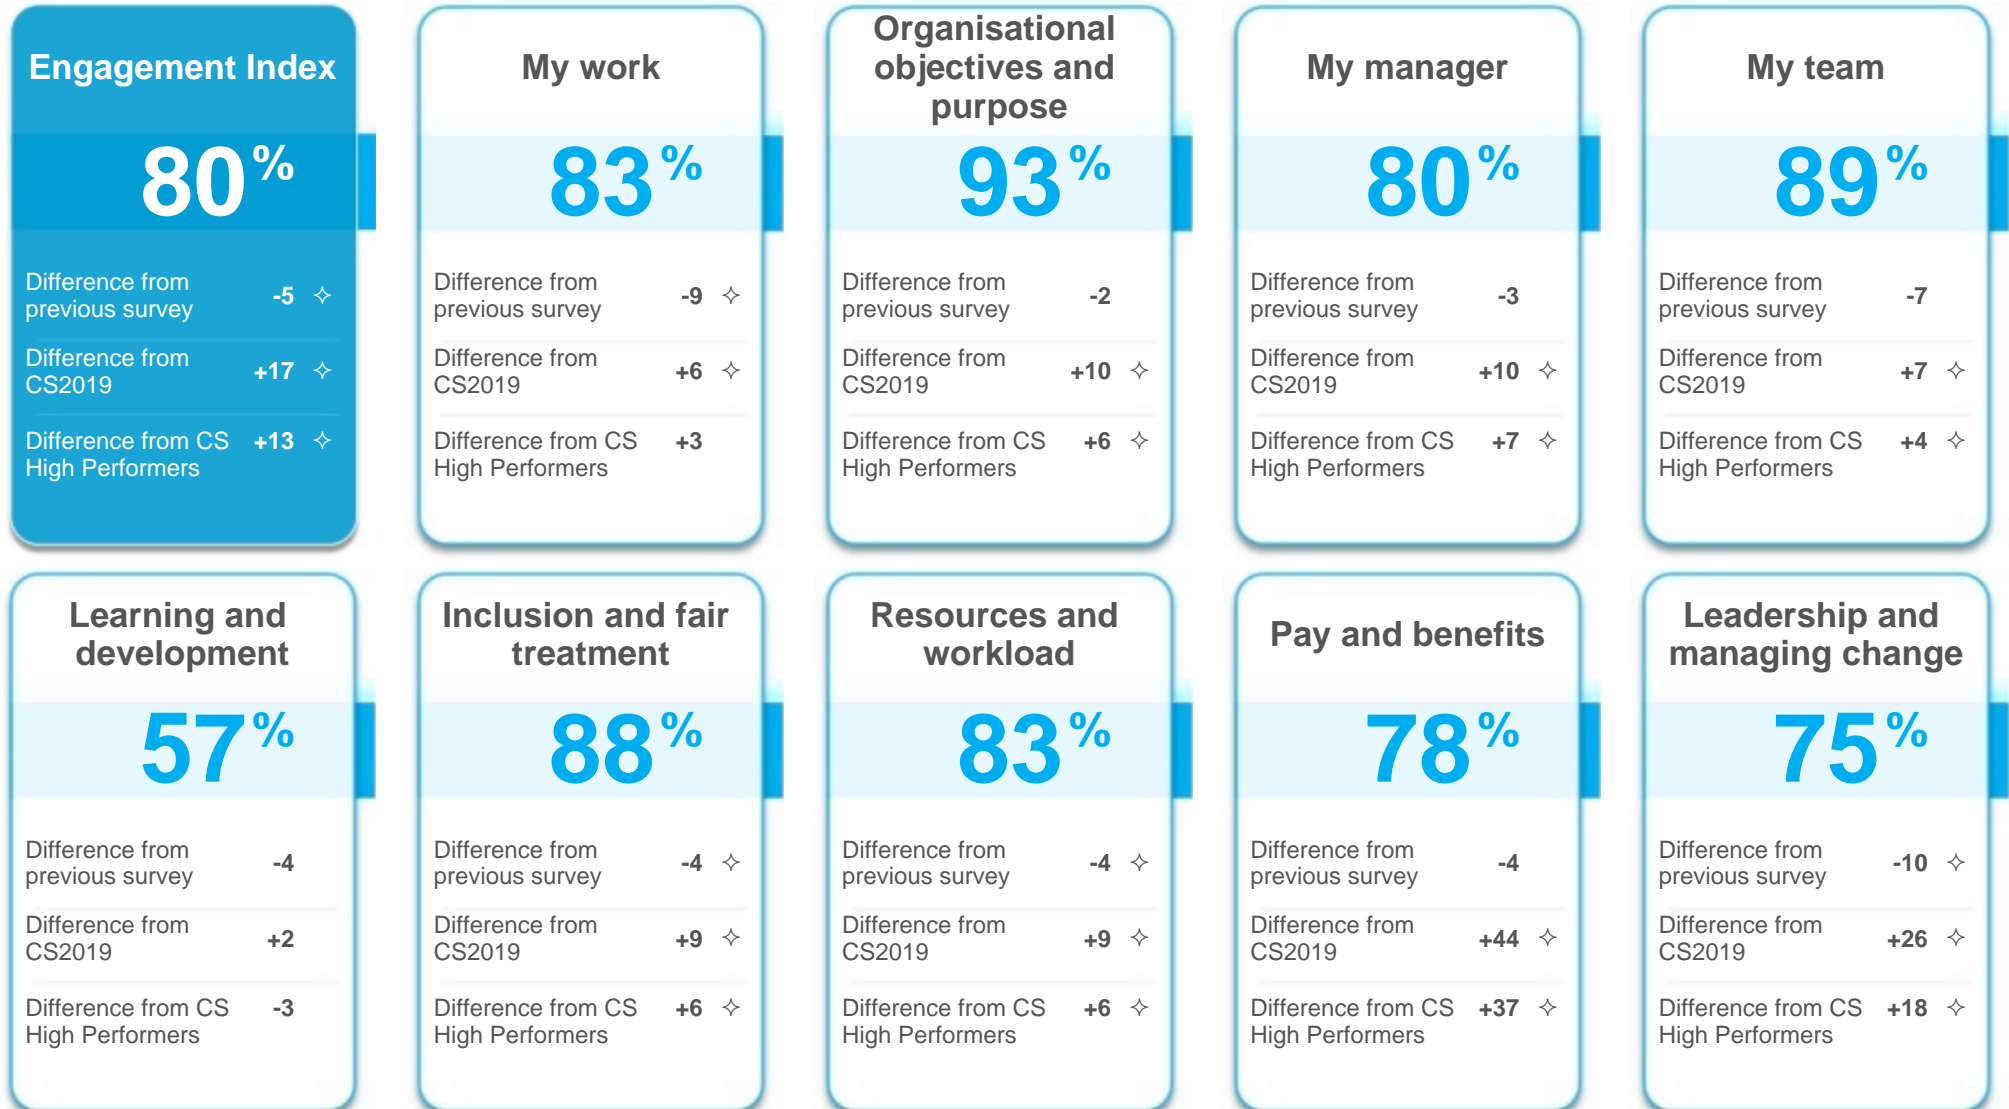 Engagement Index
80%
Difference from
previous survey
-5 ✧
Difference from
CS2019
+17 ✧
Difference from CS
High Performers
+13 ✧
My work
83%
Difference from
previous survey
-9 ✧
Difference from
CS2019
+6 ✧
Difference from CS
High Performers
+3
Organisational
objectives and
purpose
93%
Difference from
previous survey
-2
Difference from
CS2019
+10 ✧
Difference from CS
High Performers
+6 ✧
My manager
80%
Difference from
previous survey
-3
Difference from
CS2019
+10 ✧
Difference from CS
High Performers
+7 ✧
My team
89%
Difference from
previous survey
-7
Difference from
CS2019
+7 ✧
Difference from CS
High Performers
+4 ✧
Learning and
development
57%
Difference from
previous survey
-4
Difference from
CS2019
+2
Difference from CS
High Performers
-3
Inclusion and fair
treatment
88%
Difference from
previous survey
-4 ✧
Difference from
CS2019
+9 ✧
Difference from CS
High Performers
+6 ✧
Resources and
workload
83%
Difference from
previous survey
-4 ✧
Difference from
CS2019
+9 ✧
Difference from CS
High Performers
+6 ✧
Pay and benefits
78%
Difference from
previous survey
-4
Difference from
CS2019
+44 ✧
Difference from CS
High Performers
+37 ✧
Leadership and
managing change
75%
Difference from
previous survey
-10 ✧
Difference from
CS2019
+26 ✧
Difference from CS
High Performers
+18 ✧